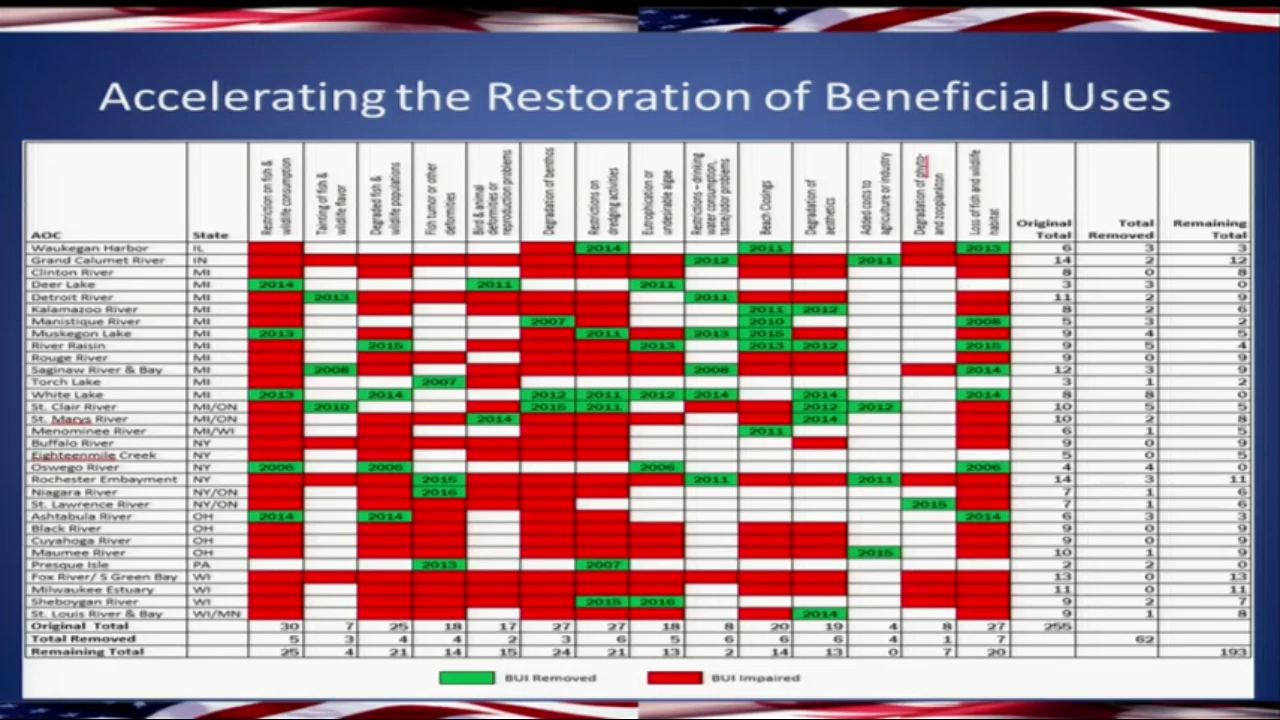 Accelerating the Restoration of Beneficial Uses
AOC State Restriction on fish & wildlife consumption Tainting of fish & wildlife flavor Degraded fish & wildlife populations Fish tumor or other deformities Bird & animal deformities or reproduction problems Degradation of benthos Restrictions on dredging activities Eutrophication or undesirable algae Restrictions - drinking water consumption, taste/odor problems Beach Closings Degradation of aesthetics Added costs to agriculture or industry Degradation of phyto- and zooplankton Loss of fish and wildlife habitat Original Total Total Removed Remaining Total
Waukegan Harbor IL 2014 2011 2013 6 3 3
Grand Calumet River IN 2012 2011 14 2 12
Clinton River MI 8 0 8
Deer Lake MI 2014 2011 2011 3 3 0
Detroit River MI 2013 2011 11 2 9
Kalamazoo River MI 2011 2012 8 2 6
Manistique River MI 2007 2010 2008 5 3 2
Muskegon Lake MI 2013 2011 2013 2015 9 4 5
River Raisin MI 2015 2013 2013 2012 2015 9 5 4
Rouge River MI 9 0 9
Saginaw River & Bay MI 2008 2008 2014 12 3 9
Torch Lake MI 2007 3 1 2
White Lake MI 2013 2014 2012 2011 2012 2014 2014 2014 8 8 0
St. Clair River MI/ON 2010 2015 2011 2012 2012 10 5 5
St. Marys River MI/ON 2014 2014 10 2 8
Menominee River MI/WI 2011 6 1 5
Buffalo River NY 9 0 9
Eighteenmile Creek NY 5 0 5
Oswego River NY 2006 2006 2006 2006 4 4 0
Rochester Embayment NY 2015 2011 2011 14 3 11
Niagara River NY/ON 2016 7 1 6
St. Lawrence River NY/ON 2015 7 1 6
Ashtabula River OH 2014 2014 2014 6 3 3
Black River OH 9 0 9
Cuyahoga River OH 9 0 9
Maumee River OH 2015 10 1 9
Presque Isle PA 2013 2007 2 2 0
Fox River/ S Green Bay WI 13 0 13
Milwaukee Estuary WI 11 0 11
Sheboygan River WI 2015 2016 9 2 7
St. Louis River & Bay WI/MN 2014 9 1 8
Original Total 30 7 25 18 17 27 27 18 8 20 19 4 8 27 255
Total Removed 5 3 4 4 2 3 6 5 6 6 6 4 1 7 62
Remaining Total 25 4 21 14 15 24 21 13 2 14 13 0 7 20 193
BUI Removed BUI Impaired